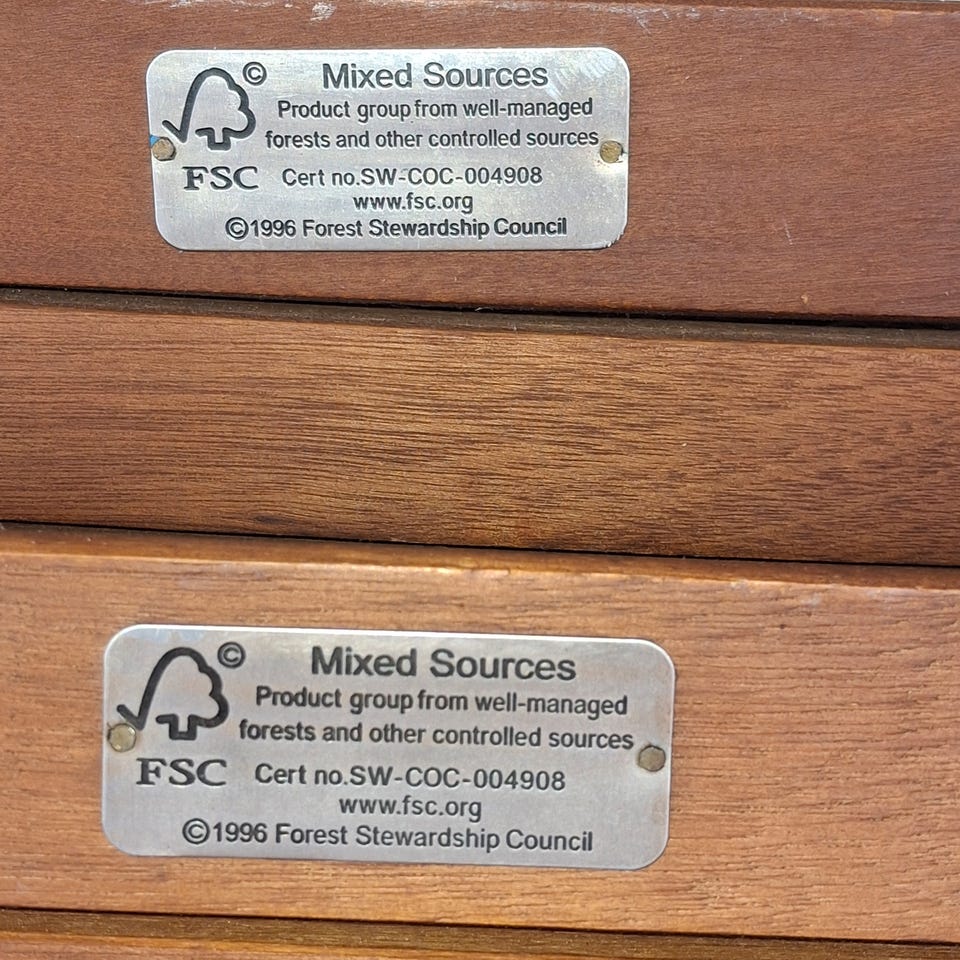 ©
Mixed Sources
Product group from well-managed
forests and other controlled sources
FSC Cert no.SW-COC-004908
www.fsc.org
©1996 Forest Stewardship Council
©
Mixed Sources
Product group from well-managed
forests and other controlled sources
FSC Cert no.SW-COC-004908
www.fsc.org
©1996 Forest Stewardship Council